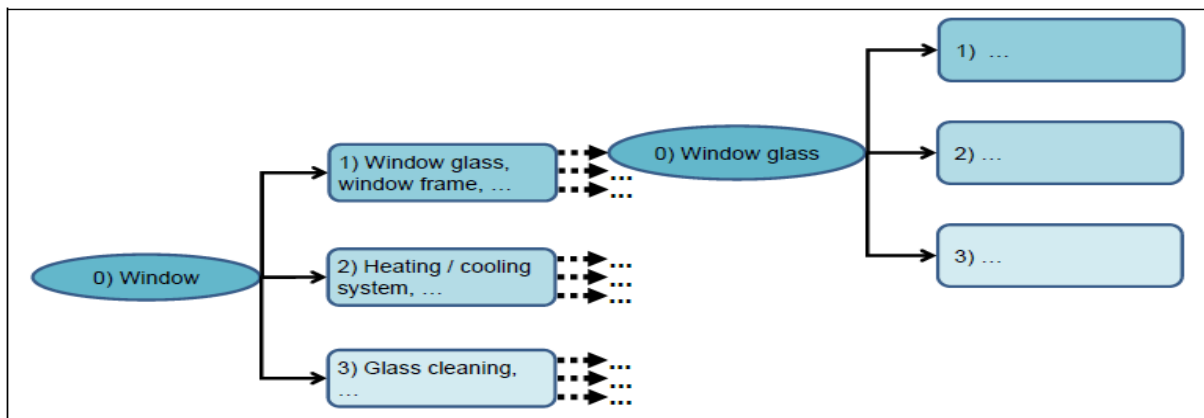 0) Window
1) Window glass,
window frame, …
...
...
2) Heating / cooling
system, …
...
...
...
3) Glass cleaning,
…
...
...
...
0) Window glass
1) …
2) …
3) …